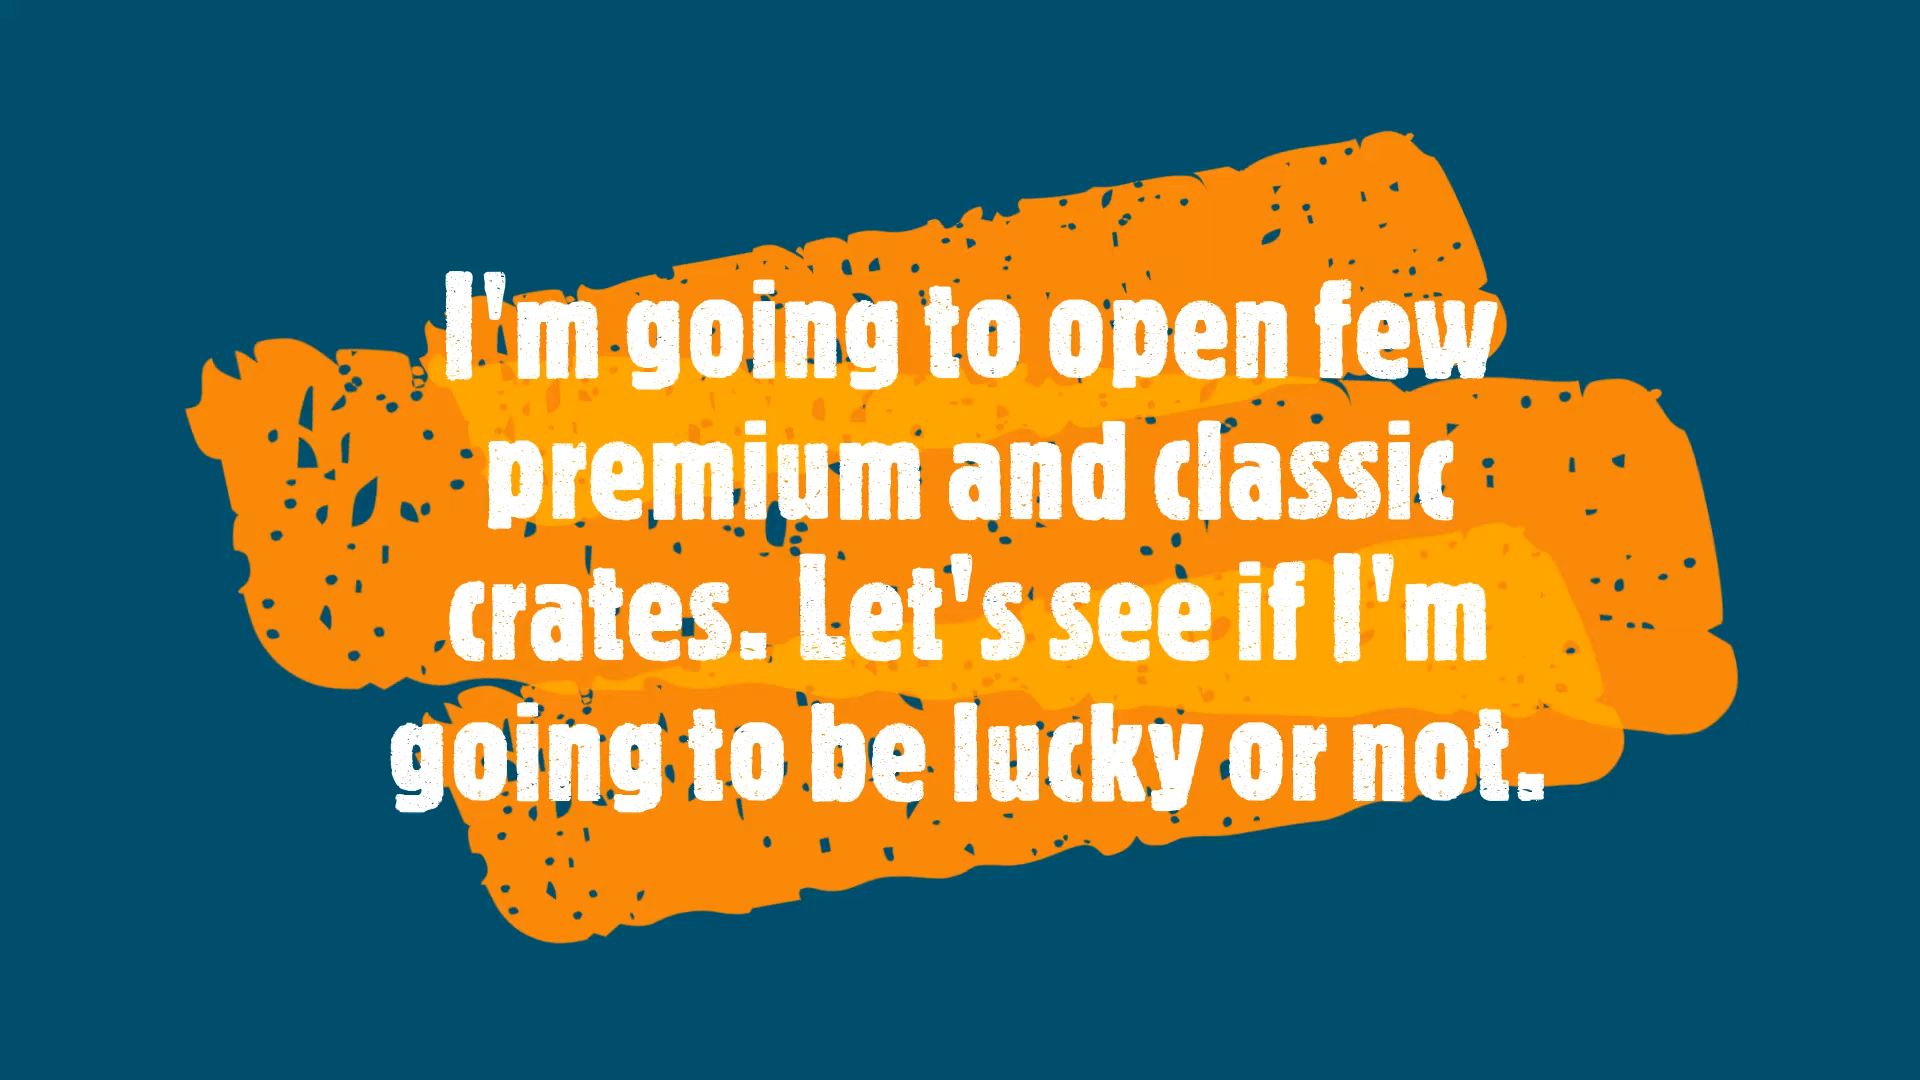 I'm going to open few
premium and classic
crates. Let's see if I'm
going to be lucky or not.